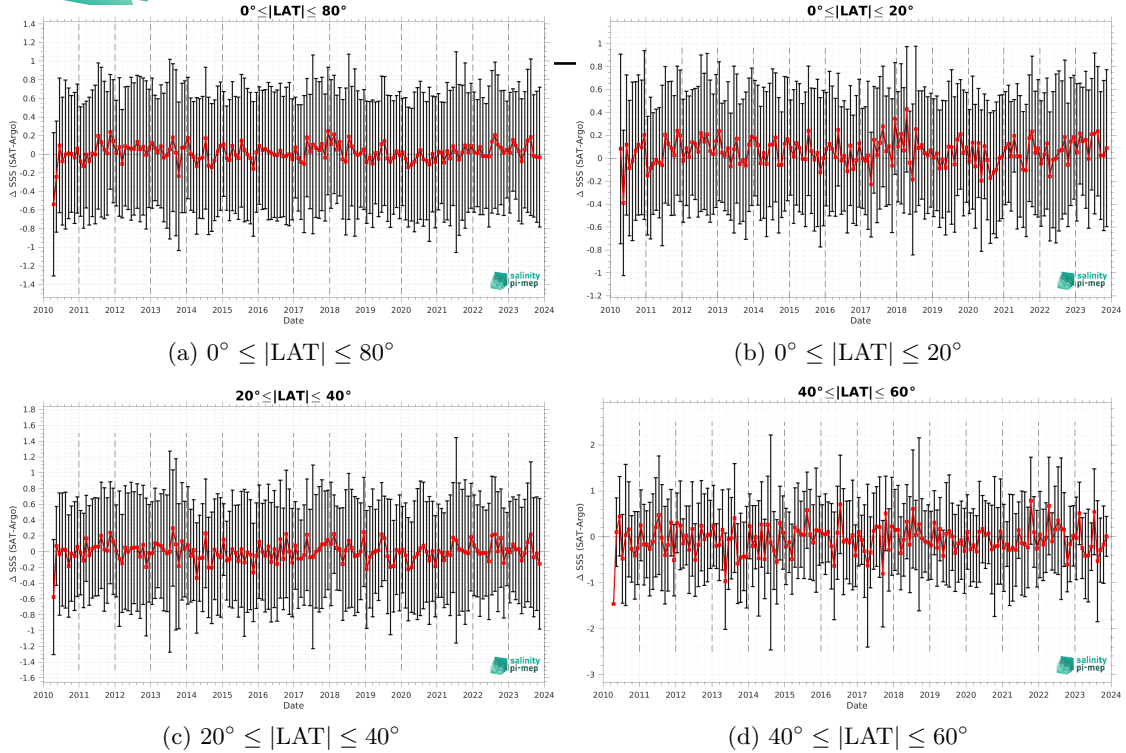 0°≤|LAT|≤ 80°
Δ SSS (SAT-Argo)
1.4
1.2
1
0.8
0.6
0.4
0.2
0
-0.2
-0.4
-0.6
-0.8
-1
-1.2
-1.4
salinity
pi-mep
2010 2011 2012 2013 2014 2015 2016 2017 2018 2019 2020 2021 2022 2023 2024
Date
(a) 0° ≤ |LAT| ≤ 80°
0°≤|LAT|≤ 20°
Δ SSS (SAT-Argo)
1
0.8
0.6
0.4
0.2
0
-0.2
-0.4
-0.6
-0.8
-1
-1.2
salinity
pi-mep
2010 2011 2012 2013 2014 2015 2016 2017 2018 2019 2020 2021 2022 2023 2024
Date
(b) 0° ≤ |LAT| ≤ 20°
20°≤|LAT|≤ 40°
Δ SSS (SAT-Argo)
1.8
1.6
1.4
1.2
1
0.8
0.6
0.4
0.2
0
-0.2
-0.4
-0.6
-0.8
-1
-1.2
-1.4
-1.6
salinity
pi-mep
2010 2011 2012 2013 2014 2015 2016 2017 2018 2019 2020 2021 2022 2023 2024
Date
(c) 20° ≤ |LAT| ≤ 40°
40°≤|LAT|≤ 60°
Δ SSS (SAT-Argo)
2
1
0
-1
-2
-3
salinity
pi-mep
2010 2011 2012 2013 2014 2015 2016 2017 2018 2019 2020 2021 2022 2023 2024
Date
(d) 40° ≤ |LAT| ≤ 60°